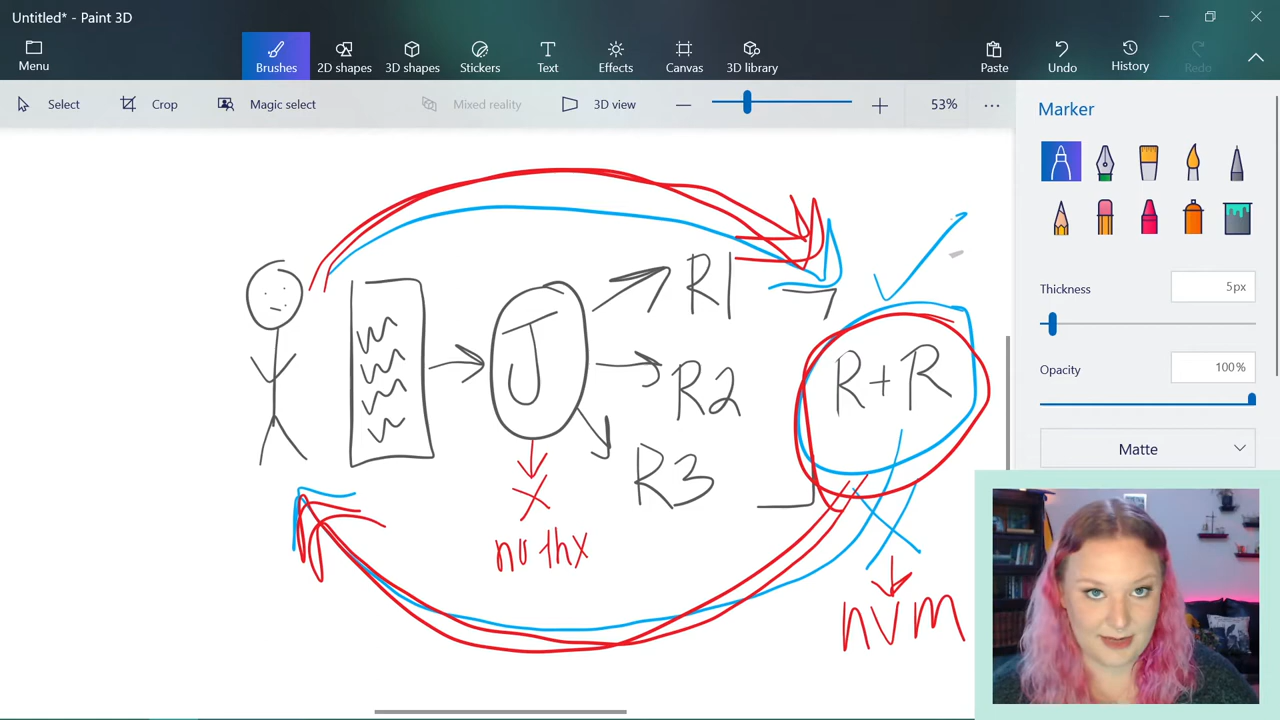 Untitled* - Paint 3D
Menu
Brushes
2D shapes
3D shapes
Stickers
Text
Effects
Canvas
3D library
Paste
Undo
History
Redo
Select
Crop
Magic select
Mixed reality
3D view
53%
Marker
Thickness
5px
Opacity
100%
Matte
J
R1
R2
R3
R+R
no thx
nvm